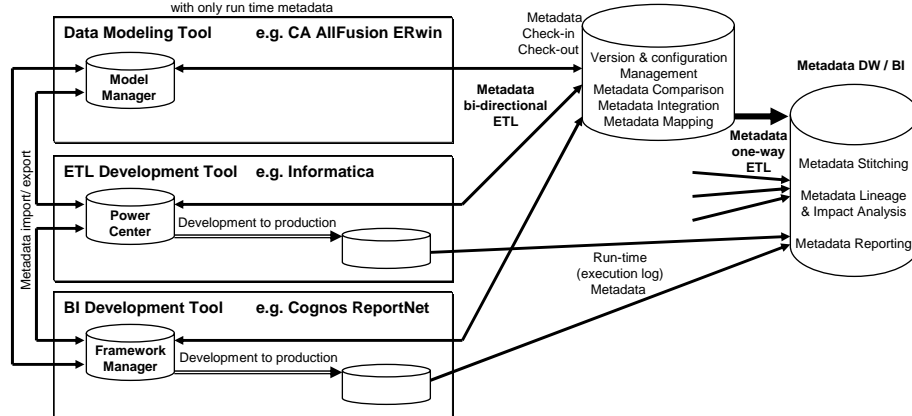 with only run time metadata
Data Modeling Tool e.g. CA AllFusion ERwin
Model
Manager
Metadata
bi-directional
ETL
Metadata
Check-in
Check-out
Version & configuration
Management
Metadata Comparison
Metadata Integration
Metadata Mapping
Metadata DW / BI
Metadata
one-way
ETL
Metadata Stitching
Metadata Lineage
& Impact Analysis
Metadata Reporting
Metadata import/ export
ETL Development Tool e.g. Informatica
Power
Center
Development to production
Run-time
(execution log)
Metadata
BI Development Tool e.g. Cognos ReportNet
Framework
Manager
Development to production